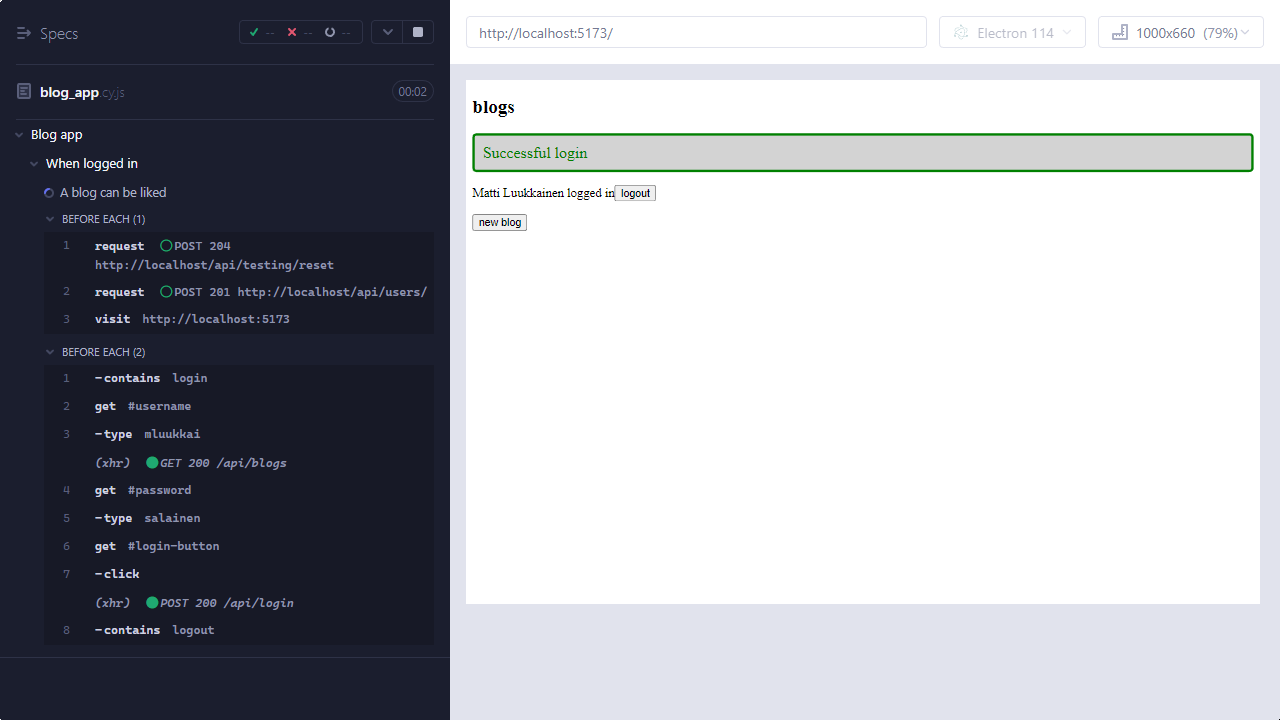 Specs
-- -- --
blog_app.cy.js
00:02
Blog app
When logged in
A blog can be liked
BEFORE EACH (1)
1 request POST 204
http://localhost/api/testing/reset
2 request POST 201 http://localhost/api/users/
3 visit http://localhost:5173
BEFORE EACH (2)
1 -contains login
2 get #username
3 -type mluukkai
(xhr) GET 200 /api/blogs
4 get #password
5 -type salainen
6 get #login-button
7 -click
(xhr) POST 200 /api/login
8 -contains logout
http://localhost:5173/
Electron 114
1000x660 (79%)
blogs
Successful login
Matti Luukkainen logged in logout
new blog